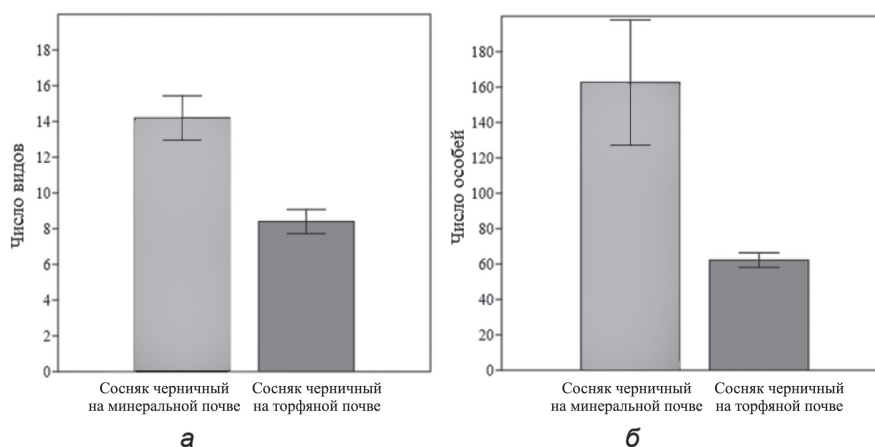 Число видов
18
16
14
12
10
8
6
4
2
0
Сосняк черничный
на минеральной почве
Сосняк черничный
на торфяной почве
а
Число особей
180
160
140
120
100
80
60
40
20
0
Сосняк черничный
на минеральной почве
Сосняк черничный
на торфяной почве
б